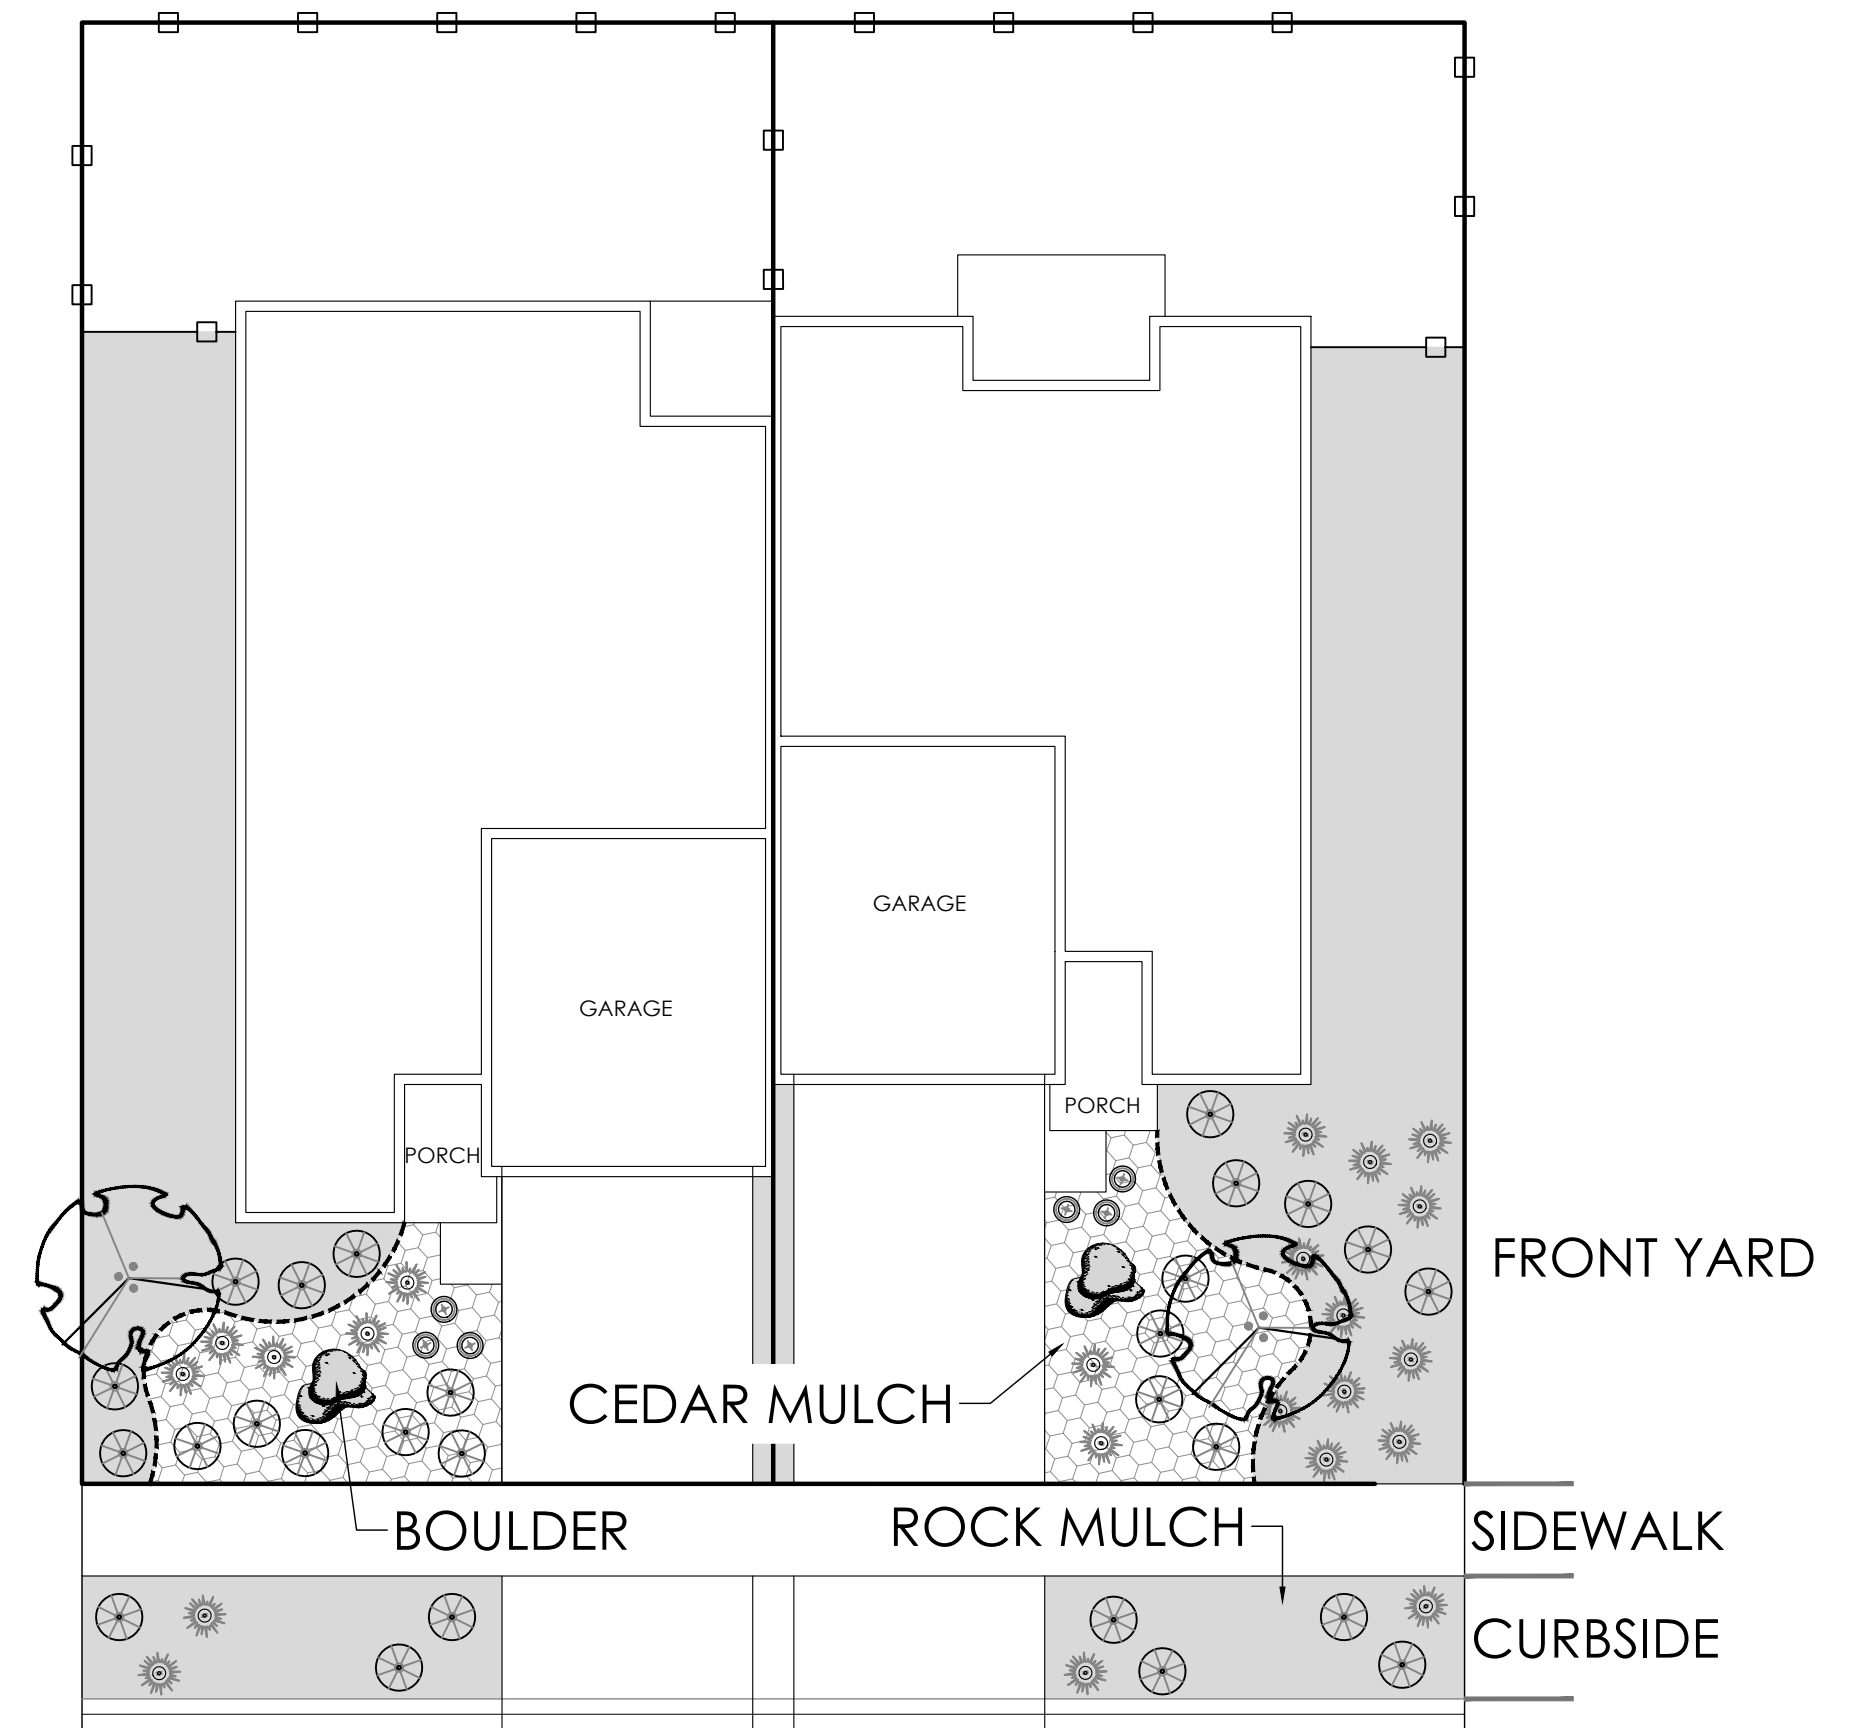 GARAGE
GARAGE
PORCH
PORCH
FRONT YARD
CEDAR MULCH
BOULDER
ROCK MULCH
SIDEWALK
CURBSIDE